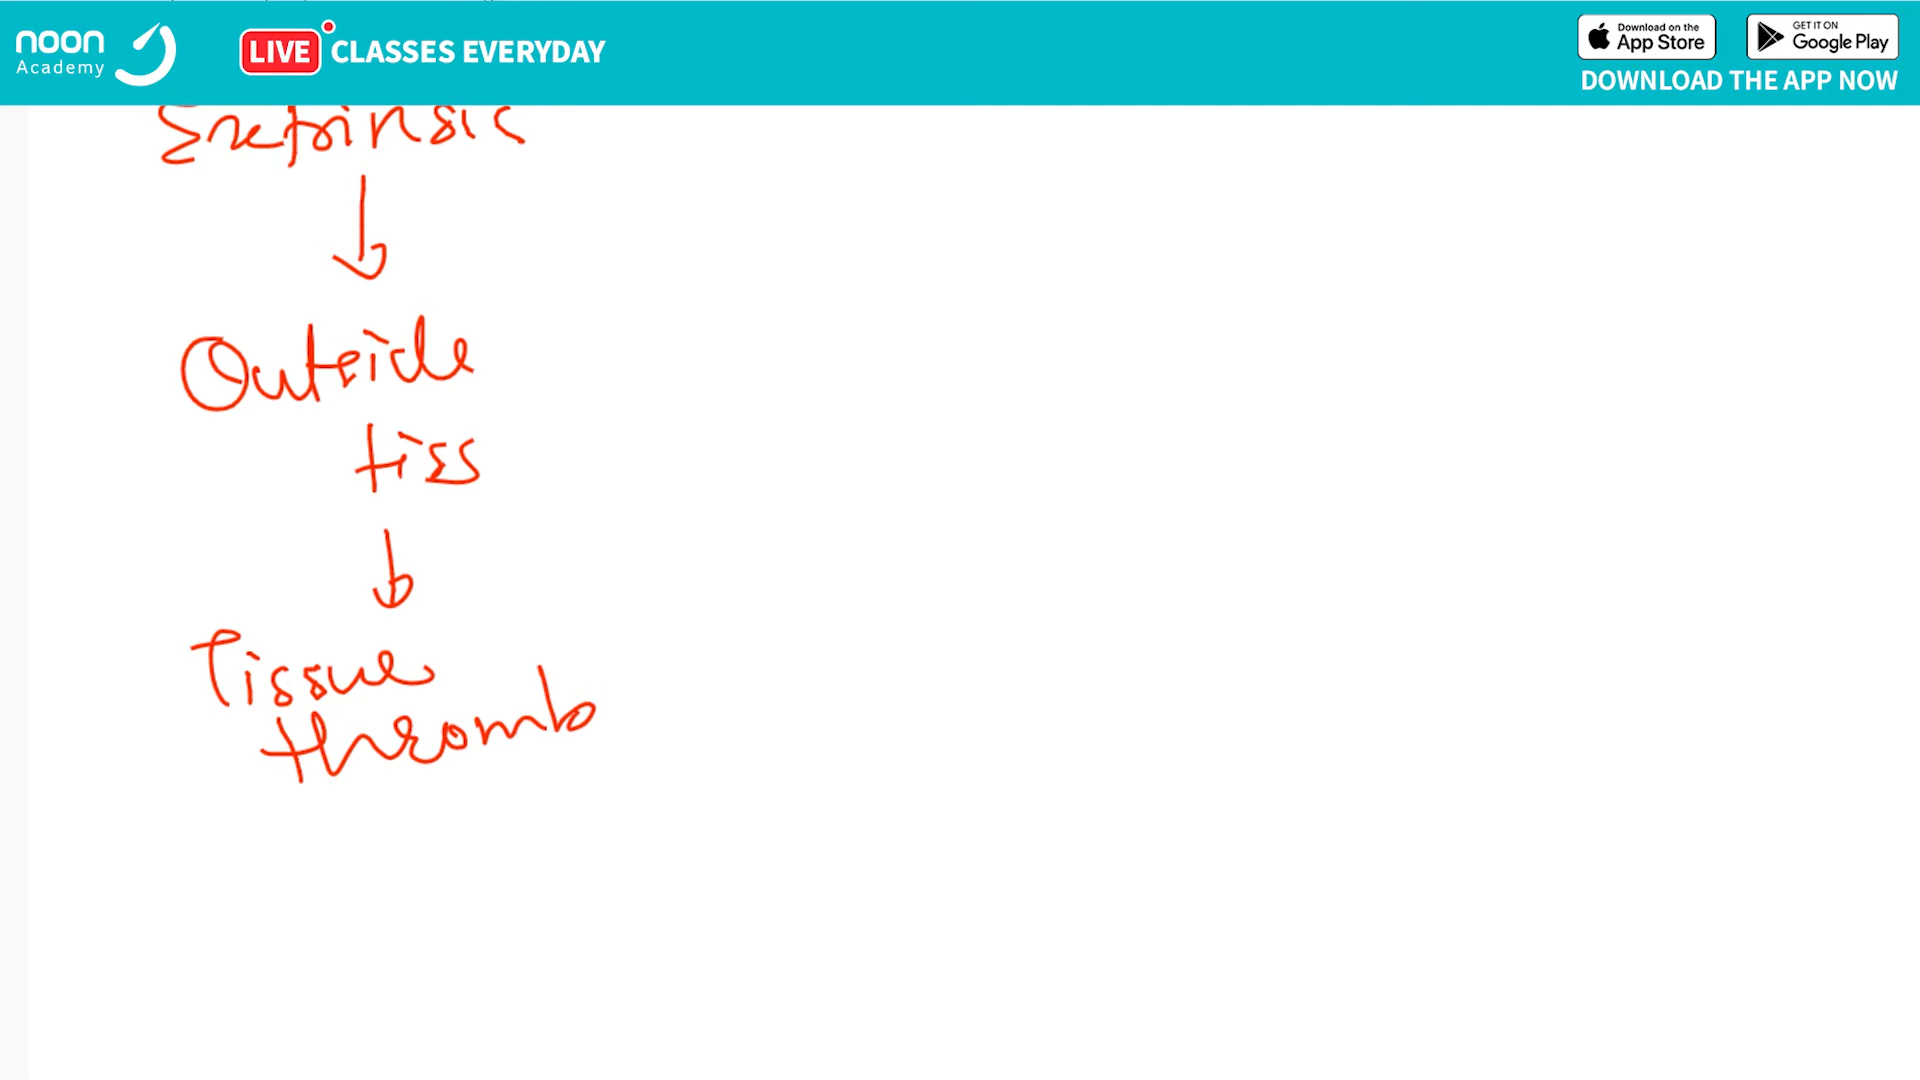 noon
Academy
LIVE CLASSES EVERYDAY
Download on the
App Store
GET IT ON
Google Play
DOWNLOAD THE APP NOW
Extrinsic
Outside
tiss
Tissue
thromb